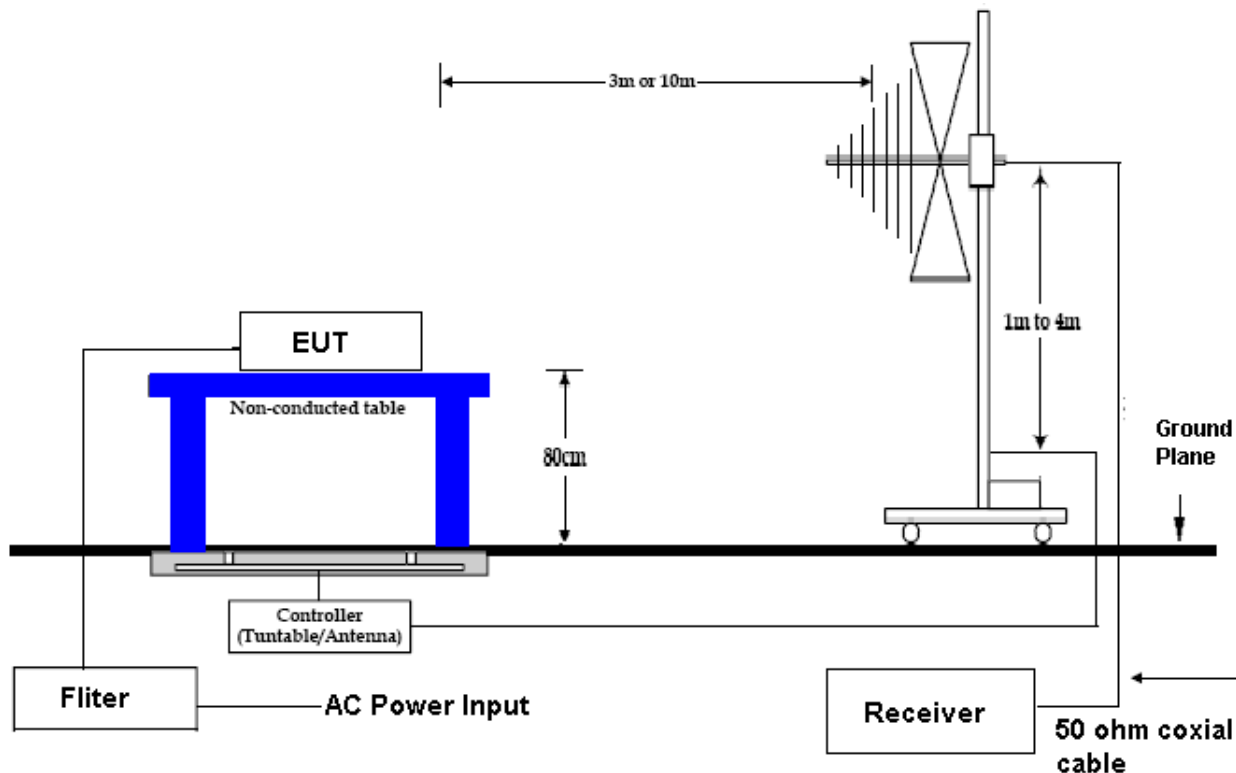 3m or 10m
EUT
1m to 4m
Non-conducted table
80cm
Ground
Plane
Controller
(Tuntable/Antenna)
Fliter
AC Power Input
Receiver
50 ohm coxial
cable